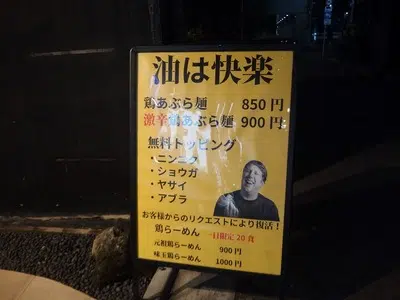 油は快楽
鶏あぶら麺 850円
激辛鶏あぶら麺 900円
無料トッピング
・ニンニク
・ショウガ
・ヤサイ
・アブラ
お客様からのリクエストにより復活！
鶏らーめん 一日限定20食
元祖鶏らーめん 900円
味玉鶏らーめん 1000円